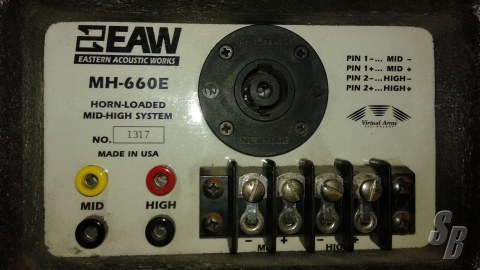 EAW
EASTERN ACOUSTIC WORKS
MH-660E
HORN-LOADED
MID-HIGH SYSTEM
NO. 1317
MADE IN USA
MID
HIGH
PIN 1-...MID -
PIN 1+...MID +
PIN 2-...HIGH-
PIN 2+...HIGH+
Virtual Array
TECHNOLOGY
- +
- +
SB